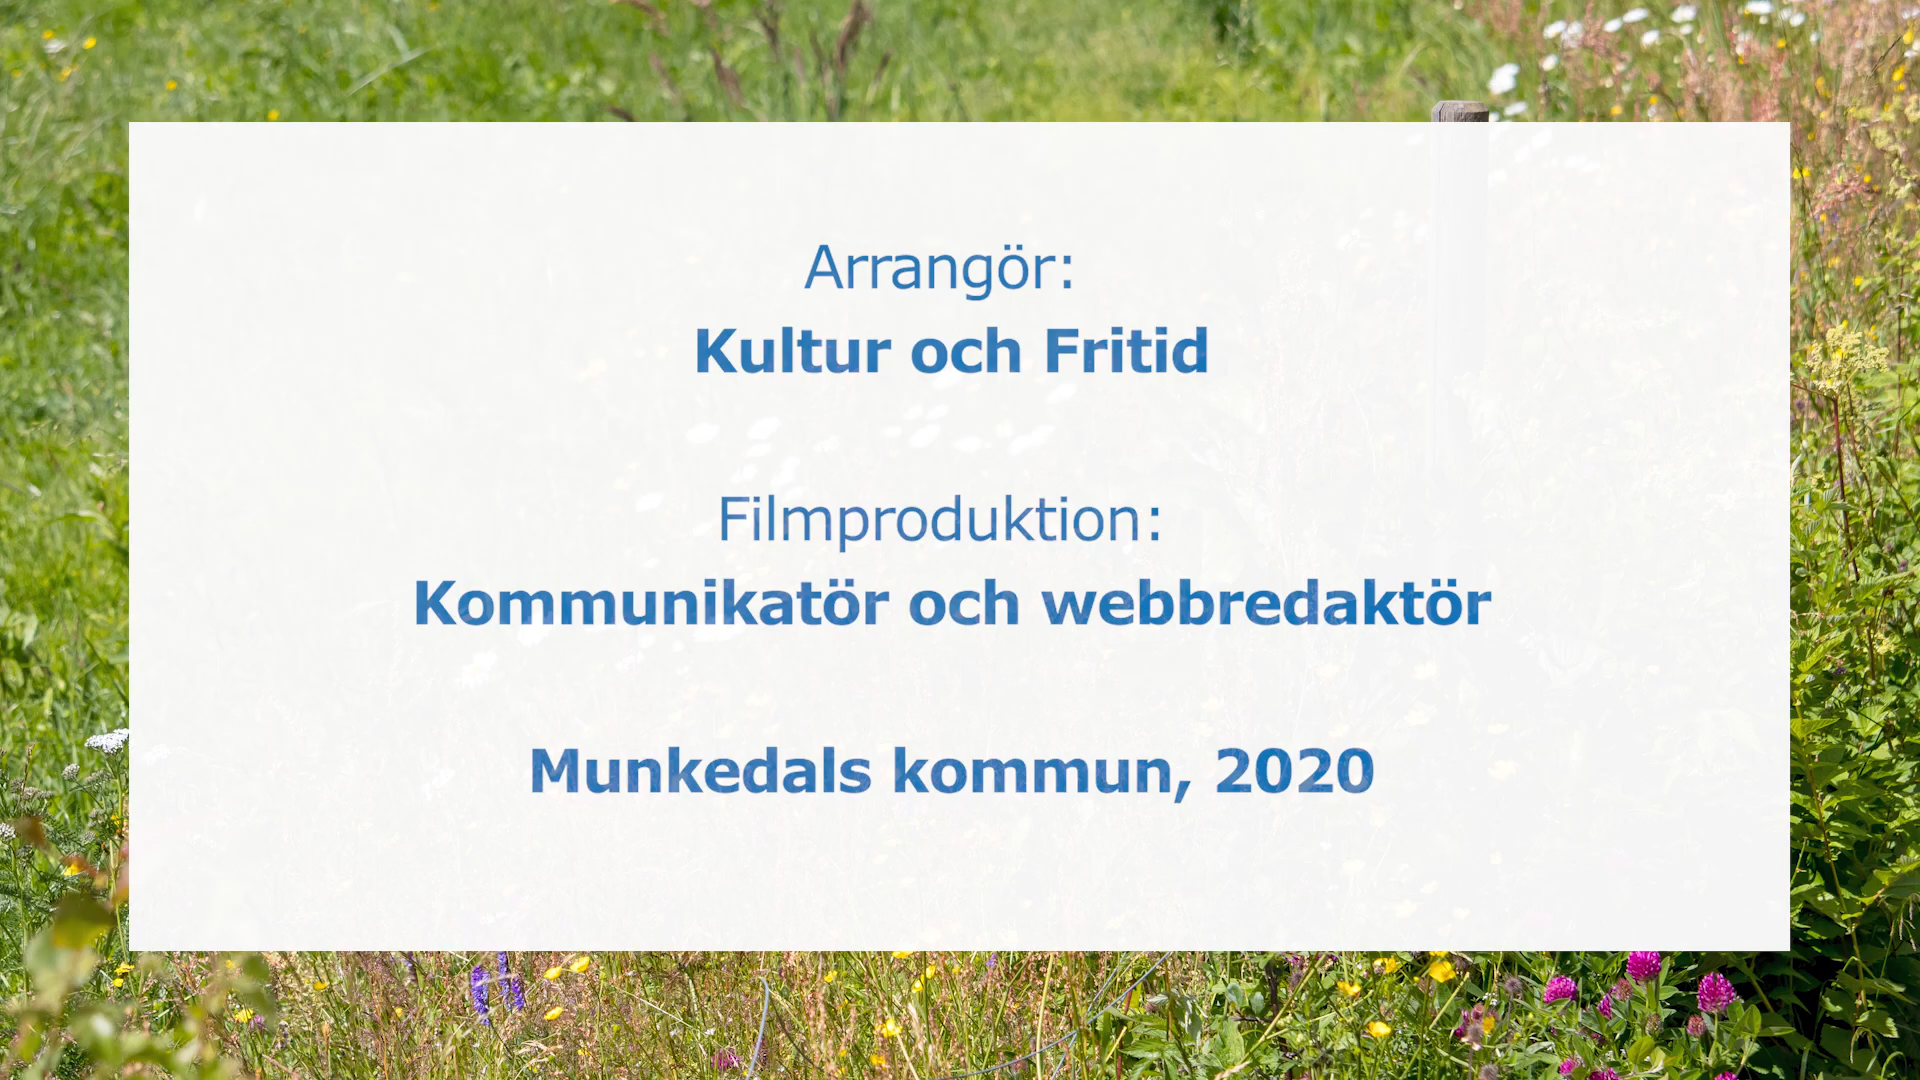 Arrangör:
Kultur och Fritid
Filmproduktion:
Kommunikatör och webbredaktör
Munkedals kommun, 2020